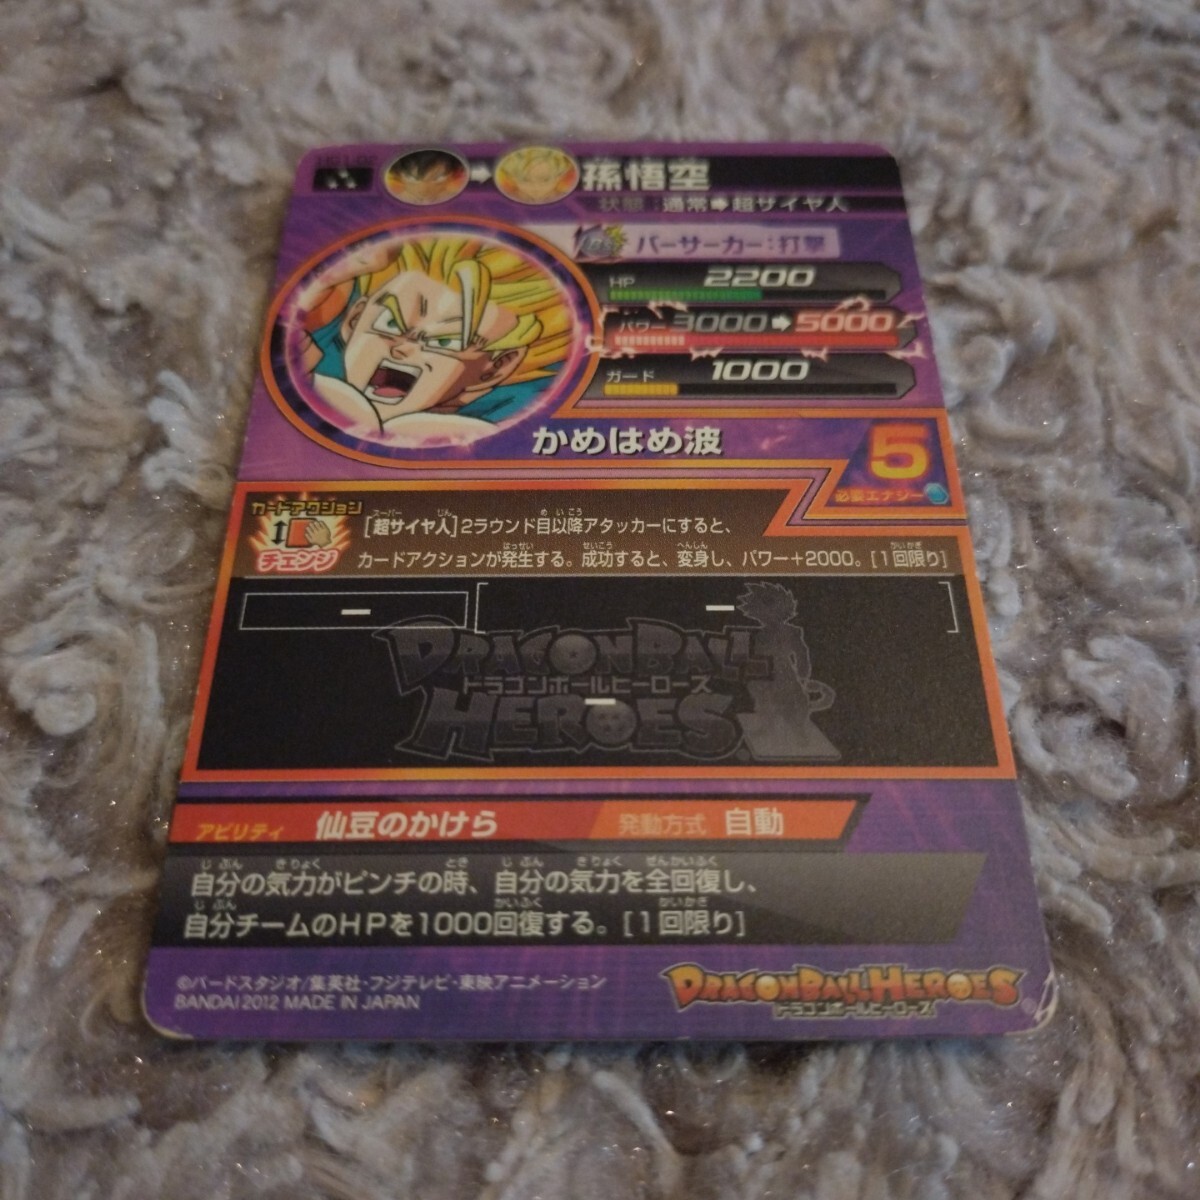 孫悟空
状態:通常➡超サイヤ人
バーサーカー:打撃
HP 2200
パワー 3000➡5000
ガード 1000
かめはめ波
5
必要エナジー
カードアクション
チェンジ
[超サイヤ人]2ラウンド目以降アタッカーにすると、
カードアクションが発生する。成功すると、変身し、パワー+2000。[1回限り]
ー ー
DRAGONBALL
ドラゴンボールヒーローズ
ー
HEROES
アビリティ 仙豆のかけら 発動方式 自動
自分の気力がピンチの時、自分の気力を全回復し、
自分チームのHPを1000回復する。[1回限り]
©バードスタジオ/集英社・フジテレビ・東映アニメーション
BANDAI 2012 MADE IN JAPAN
DRAGONBALL HEROES
ドラゴンボールヒーローズ